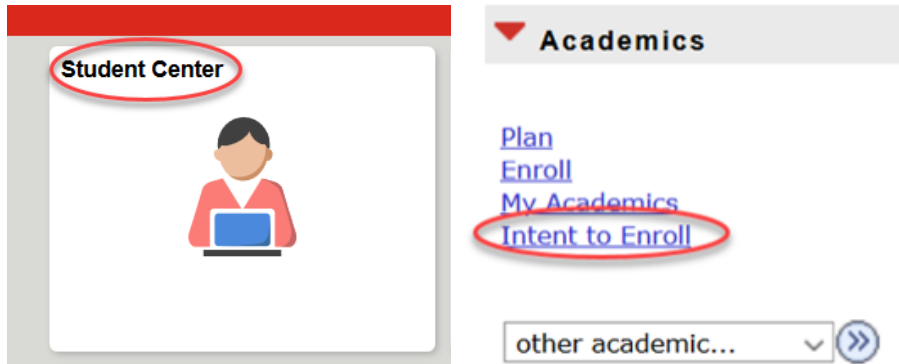 Student Center
Academics
Plan
Enroll
My Academics
Intent to Enroll
other academic...